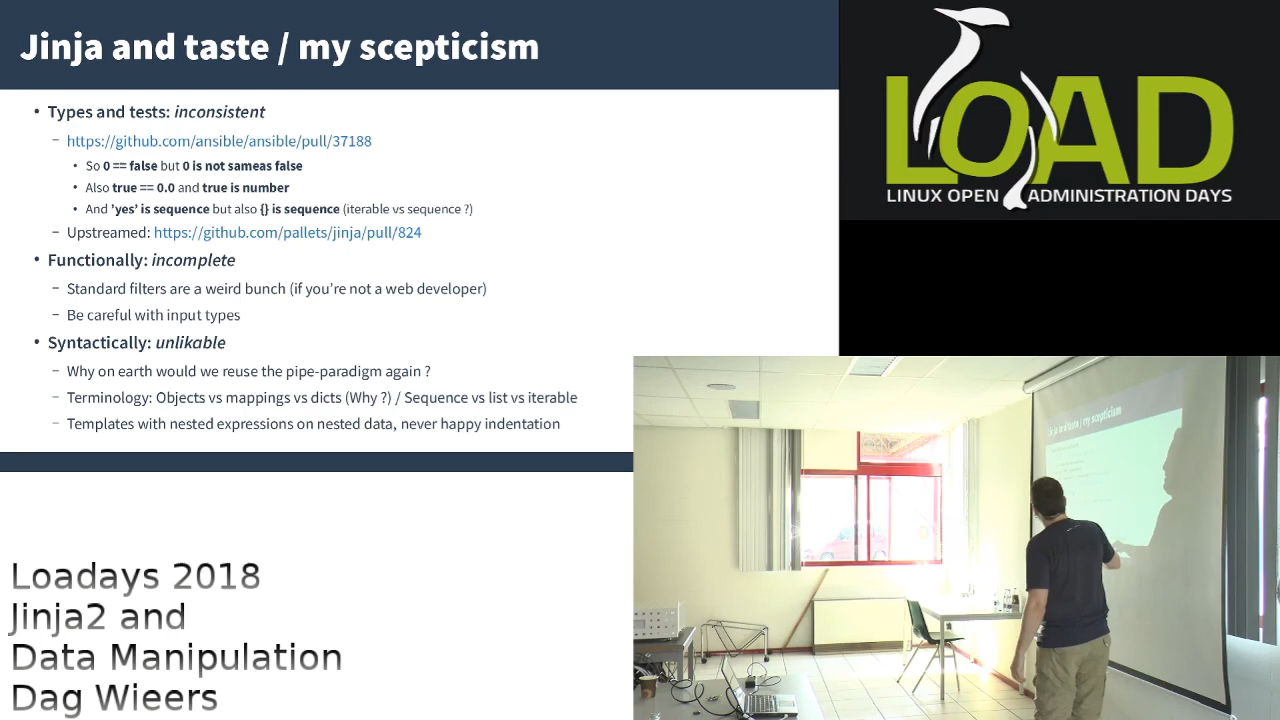 Jinja and taste / my scepticism
• Types and tests: inconsistent
– https://github.com/ansible/ansible/pull/37188
• So 0 == false but 0 is not sameas false
• Also true == 0.0 and true is number
• And 'yes' is sequence but also {} is sequence (iterable vs sequence ?)
– Upstreamed: https://github.com/pallets/jinja/pull/824
• Functionally: incomplete
– Standard filters are a weird bunch (if you're not a web developer)
– Be careful with input types
• Syntactically: unlikable
– Why on earth would we reuse the pipe-paradigm again ?
– Terminology: Objects vs mappings vs dicts (Why ?) / Sequence vs list vs iterable
– Templates with nested expressions on nested data, never happy indentation
LOAD
LINUX OPEN ADMINISTRATION DAYS
Loadays 2018
Jinja2 and
Data Manipulation
Dag Wieers